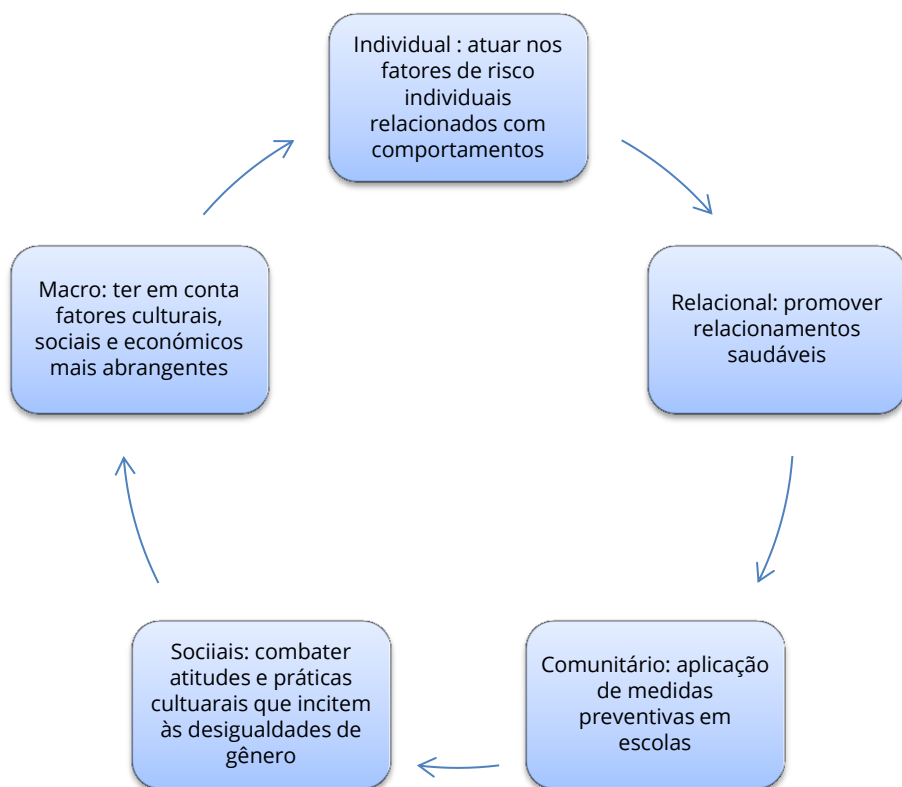 Individual : atuar nos
fatores de risco
individuais
relacionados com
comportamentos
Relacional: promover
relacionamentos
saudáveis
Comunitário: aplicação
de medidas
preventivas em
escolas
Sociiais: combater
atitudes e práticas
cultuarais que incitem
às desigualdades de
gênero
Macro: ter em conta
fatores culturais,
sociais e económicos
mais abrangentes